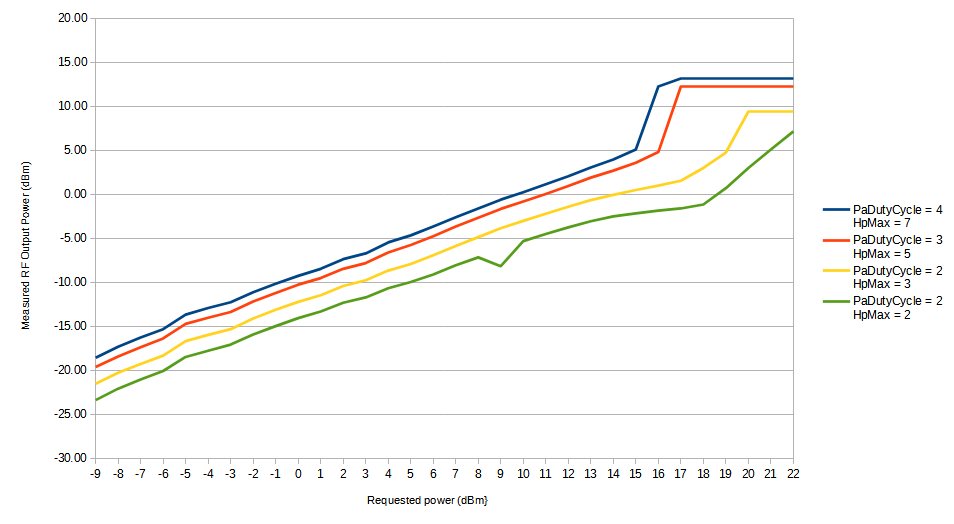 20.00
15.00
10.00
5.00
0.00
-5.00
-10.00
-15.00
-20.00
-25.00
-30.00
Measured RF Output Power (dBm)
-9 -8 -7 -6 -5 -4 -3 -2 -1 0 1 2 3 4 5 6 7 8 9 10 11 12 13 14 15 16 17 18 19 20 21 22
Requested power (dBm}
PaDutyCycle = 4
HpMax = 7
PaDutyCycle = 3
HpMax = 5
PaDutyCycle = 2
HpMax = 3
PaDutyCycle = 2
HpMax = 2